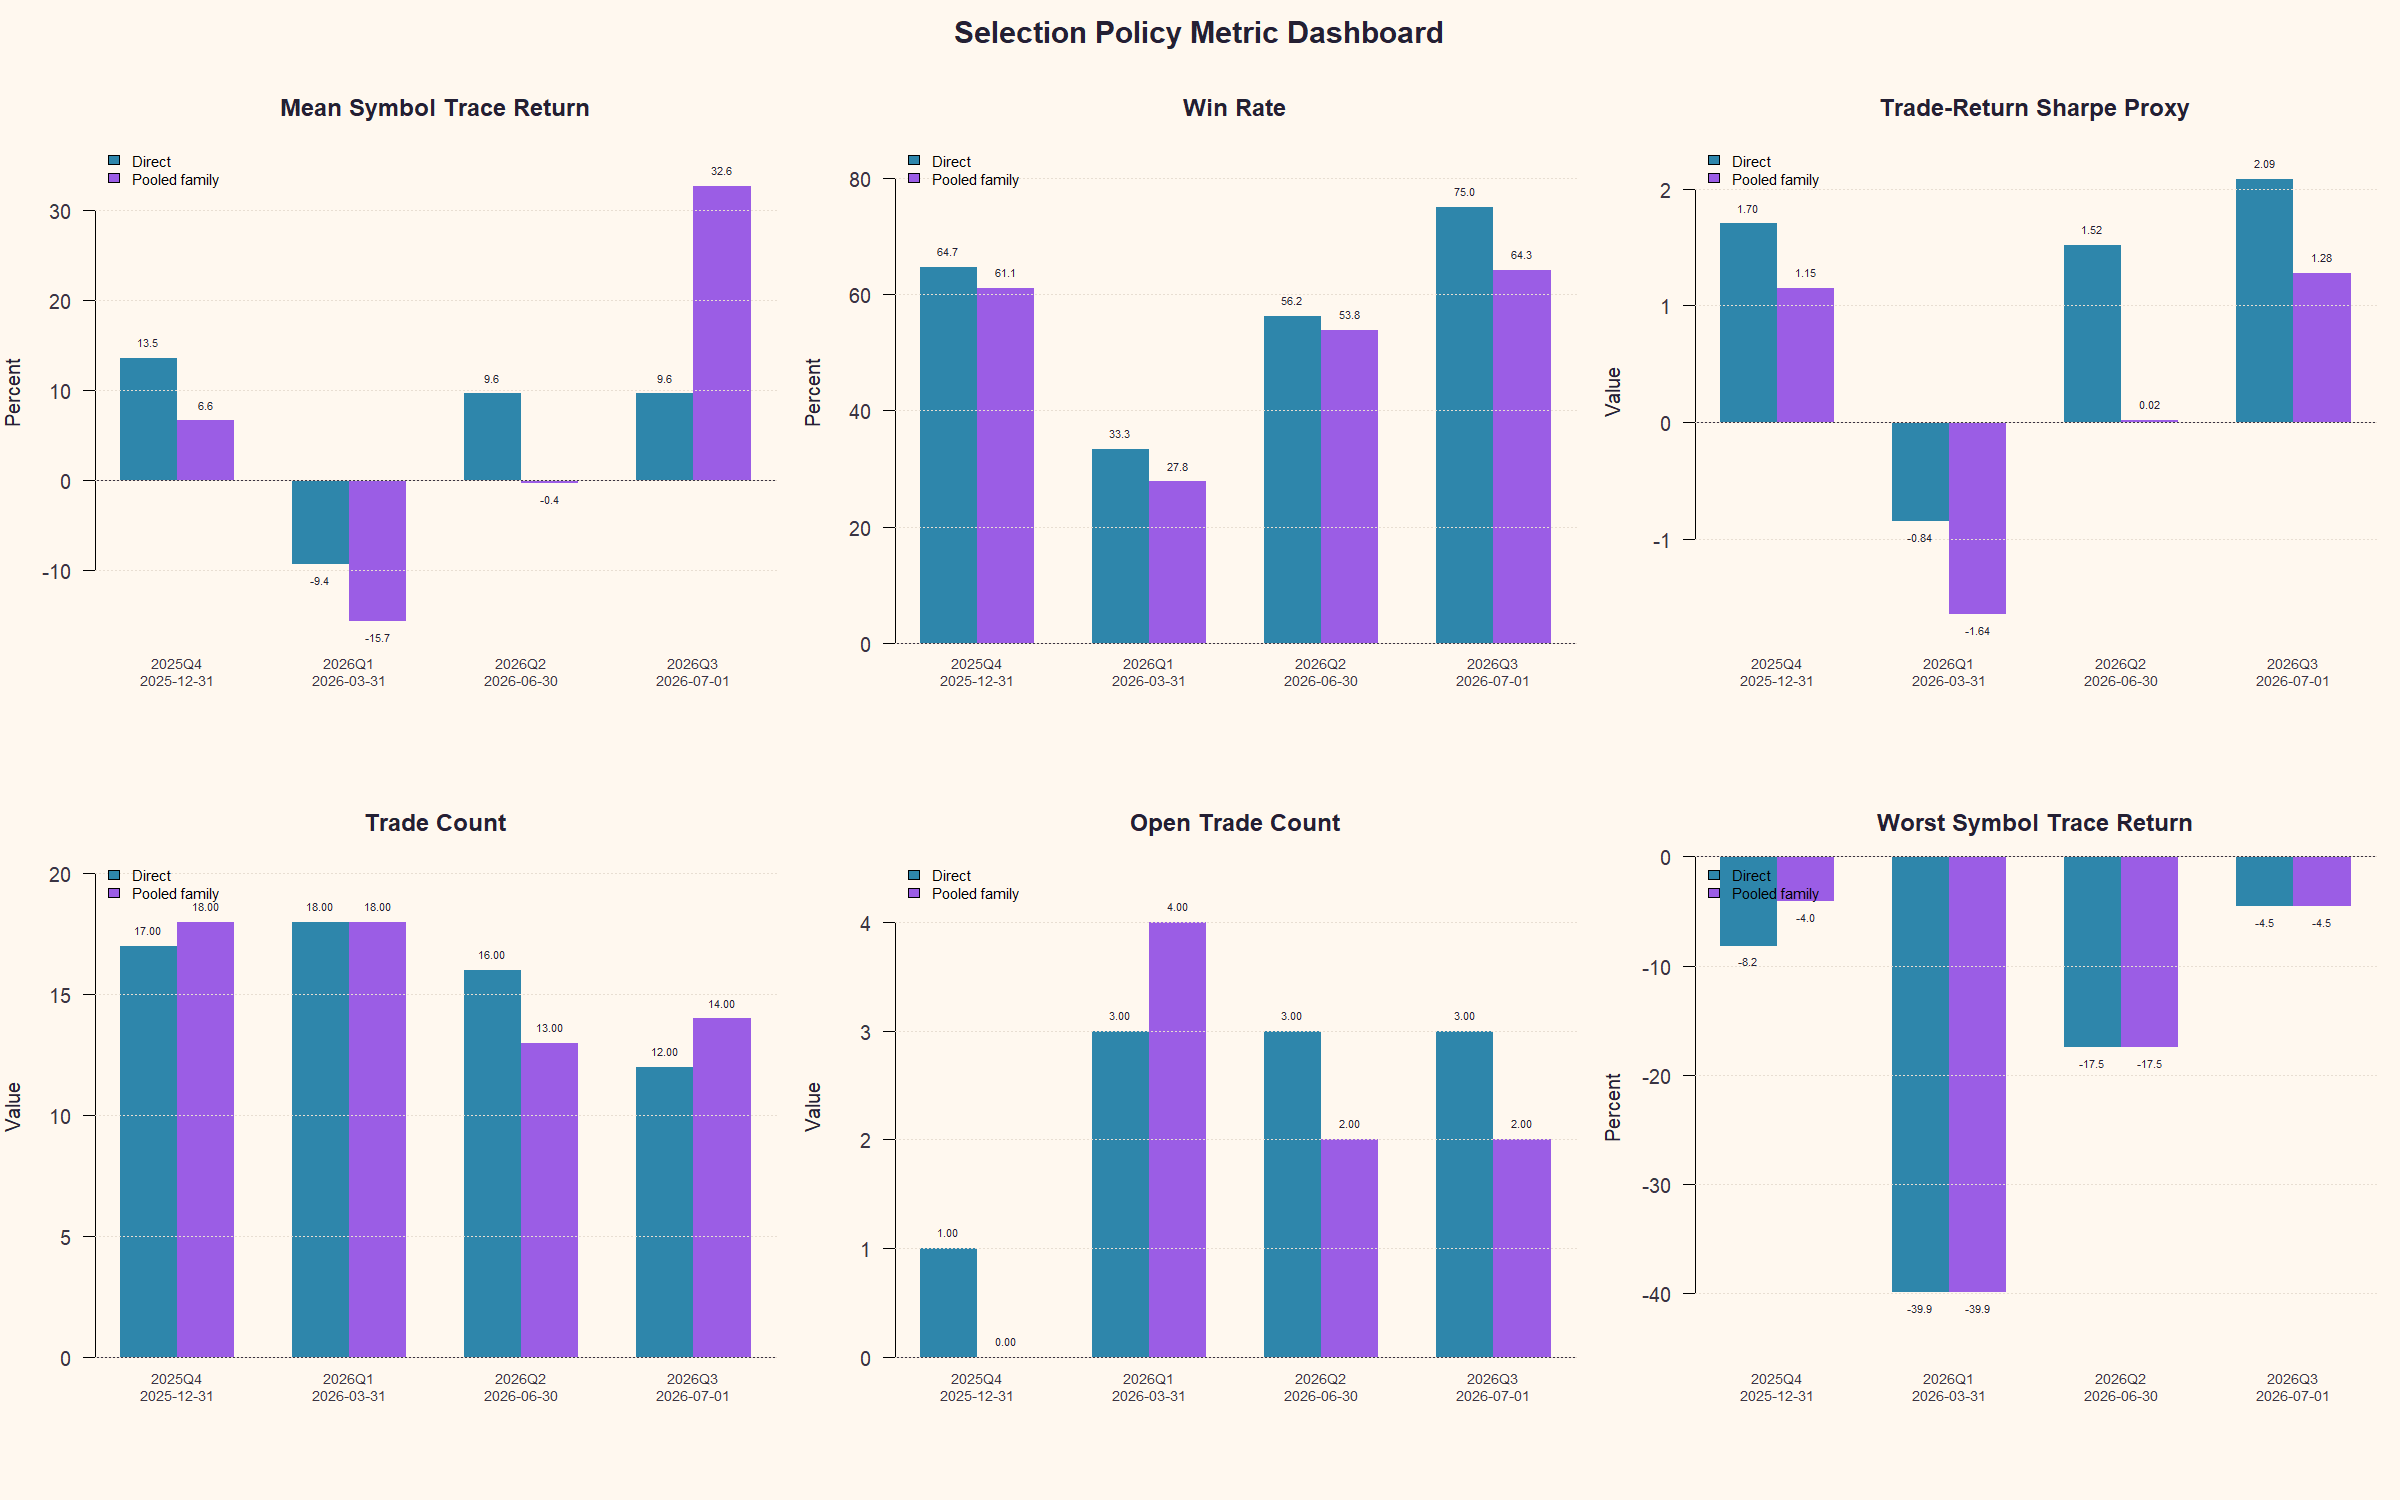 Selection Policy Metric Dashboard
Mean Symbol Trace Return
Direct
Pooled family
Percent
30
20
10
0
-10
13.5
6.6
-9.4
-15.7
9.6
-0.4
9.6
32.6
2025Q4
2025-12-31
2026Q1
2026-03-31
2026Q2
2026-06-30
2026Q3
2026-07-01
Win Rate
Direct
Pooled family
Percent
80
60
40
20
0
64.7
61.1
33.3
27.8
56.2
53.8
75.0
64.3
2025Q4
2025-12-31
2026Q1
2026-03-31
2026Q2
2026-06-30
2026Q3
2026-07-01
Trade-Return Sharpe Proxy
Direct
Pooled family
Value
2
1
0
-1
1.70
1.15
-0.84
-1.64
1.52
0.02
2.09
1.28
2025Q4
2025-12-31
2026Q1
2026-03-31
2026Q2
2026-06-30
2026Q3
2026-07-01
Trade Count
Direct
Pooled family
Value
20
15
10
5
0
17.00
18.00
18.00
18.00
16.00
13.00
12.00
14.00
2025Q4
2025-12-31
2026Q1
2026-03-31
2026Q2
2026-06-30
2026Q3
2026-07-01
Open Trade Count
Direct
Pooled family
Value
4
3
2
1
0
1.00
0.00
3.00
4.00
3.00
2.00
3.00
2.00
2025Q4
2025-12-31
2026Q1
2026-03-31
2026Q2
2026-06-30
2026Q3
2026-07-01
Worst Symbol Trace Return
Direct
Pooled family
Percent
0
-10
-20
-30
-40
-8.2
-4.0
-39.9
-39.9
-17.5
-17.5
-4.5
-4.5
2025Q4
2025-12-31
2026Q1
2026-03-31
2026Q2
2026-06-30
2026Q3
2026-07-01